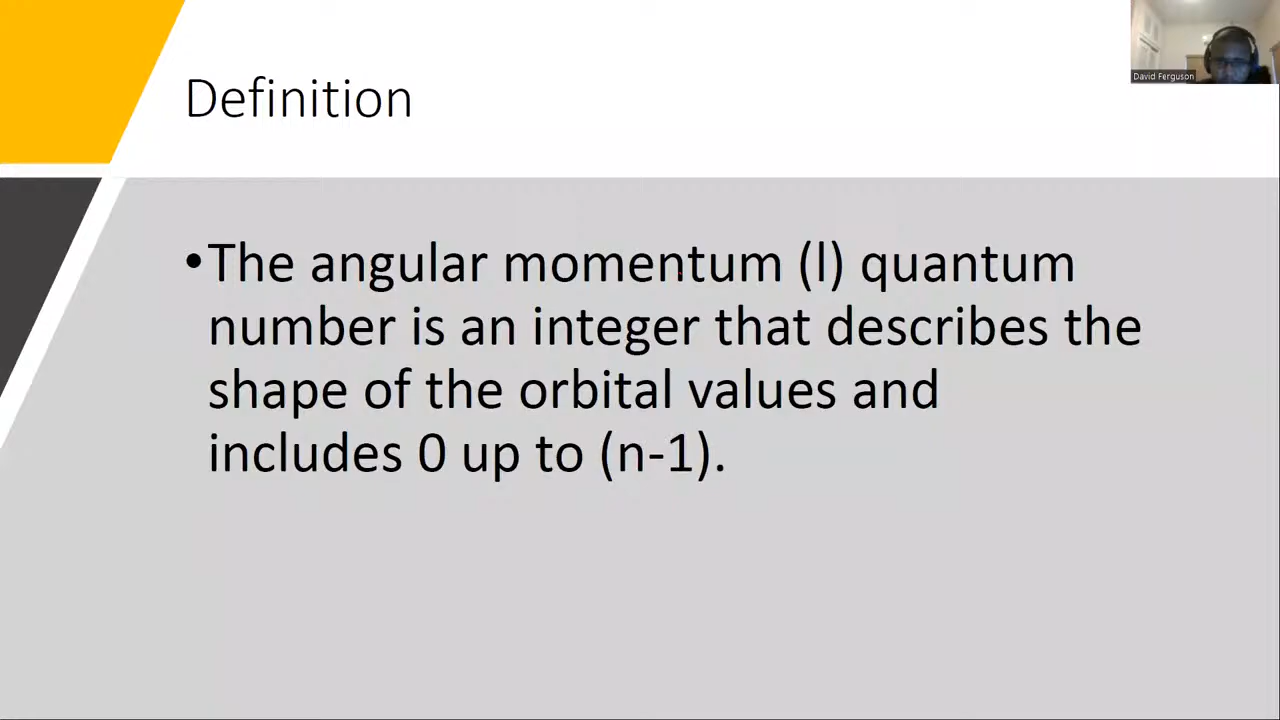 David Ferguson
Definition
•The angular momentum (l) quantum
number is an integer that describes the
shape of the orbital values and
includes 0 up to (n-1).